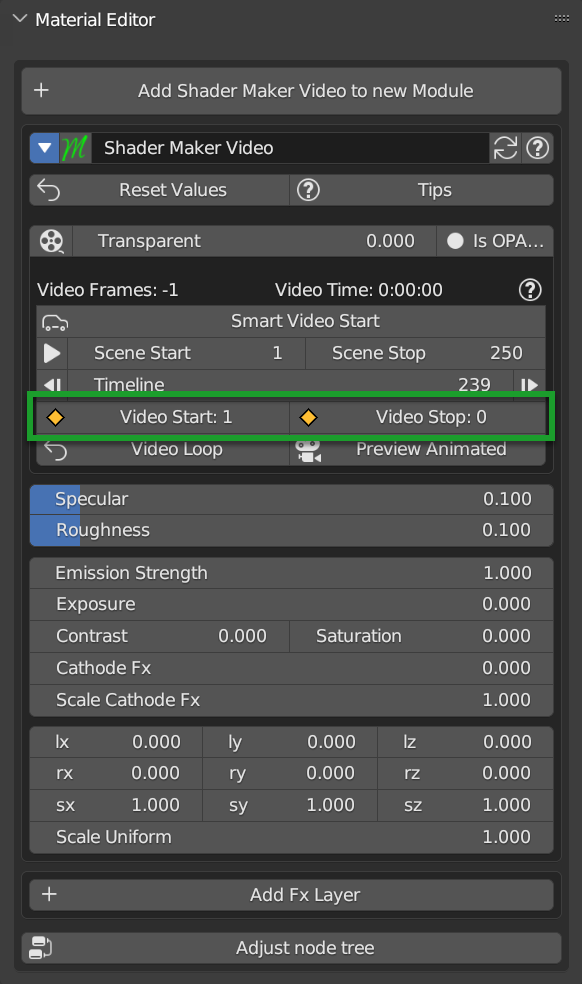 Material Editor
Add Shader Maker Video to new Module
Shader Maker Video
Reset Values Tips
Transparent 0.000 Is OPA...
Video Frames: -1 Video Time: 0:00:00
Smart Video Start
Scene Start 1 Scene Stop 250
Timeline 239
Video Start: 1 Video Stop: 0
Video Loop Preview Animated
Specular 0.100
Roughness 0.100
Emission Strength 1.000
Exposure 0.000
Contrast 0.000 Saturation 0.000
Cathode Fx 0.000
Scale Cathode Fx 1.000
lx 0.000 ly 0.000 lz 0.000
rx 0.000 ry 0.000 rz 0.000
sx 1.000 sy 1.000 sz 1.000
Scale Uniform 1.000
Add Fx Layer
Adjust node tree